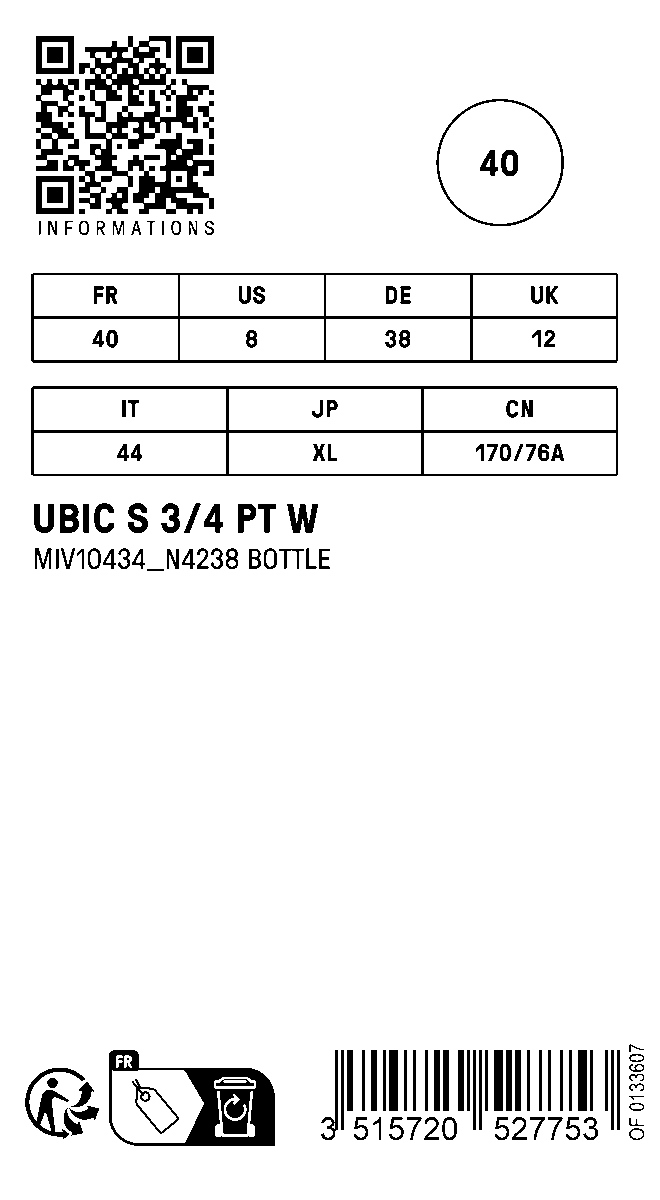 INFORMATIONS
40
FR US DE UK
40 8 38 12
IT JP CN
44 XL 170/76A
UBIC S 3/4 PT W
MIV10434_N4238 BOTTLE
FR
3 515720 527753
OF 0133607